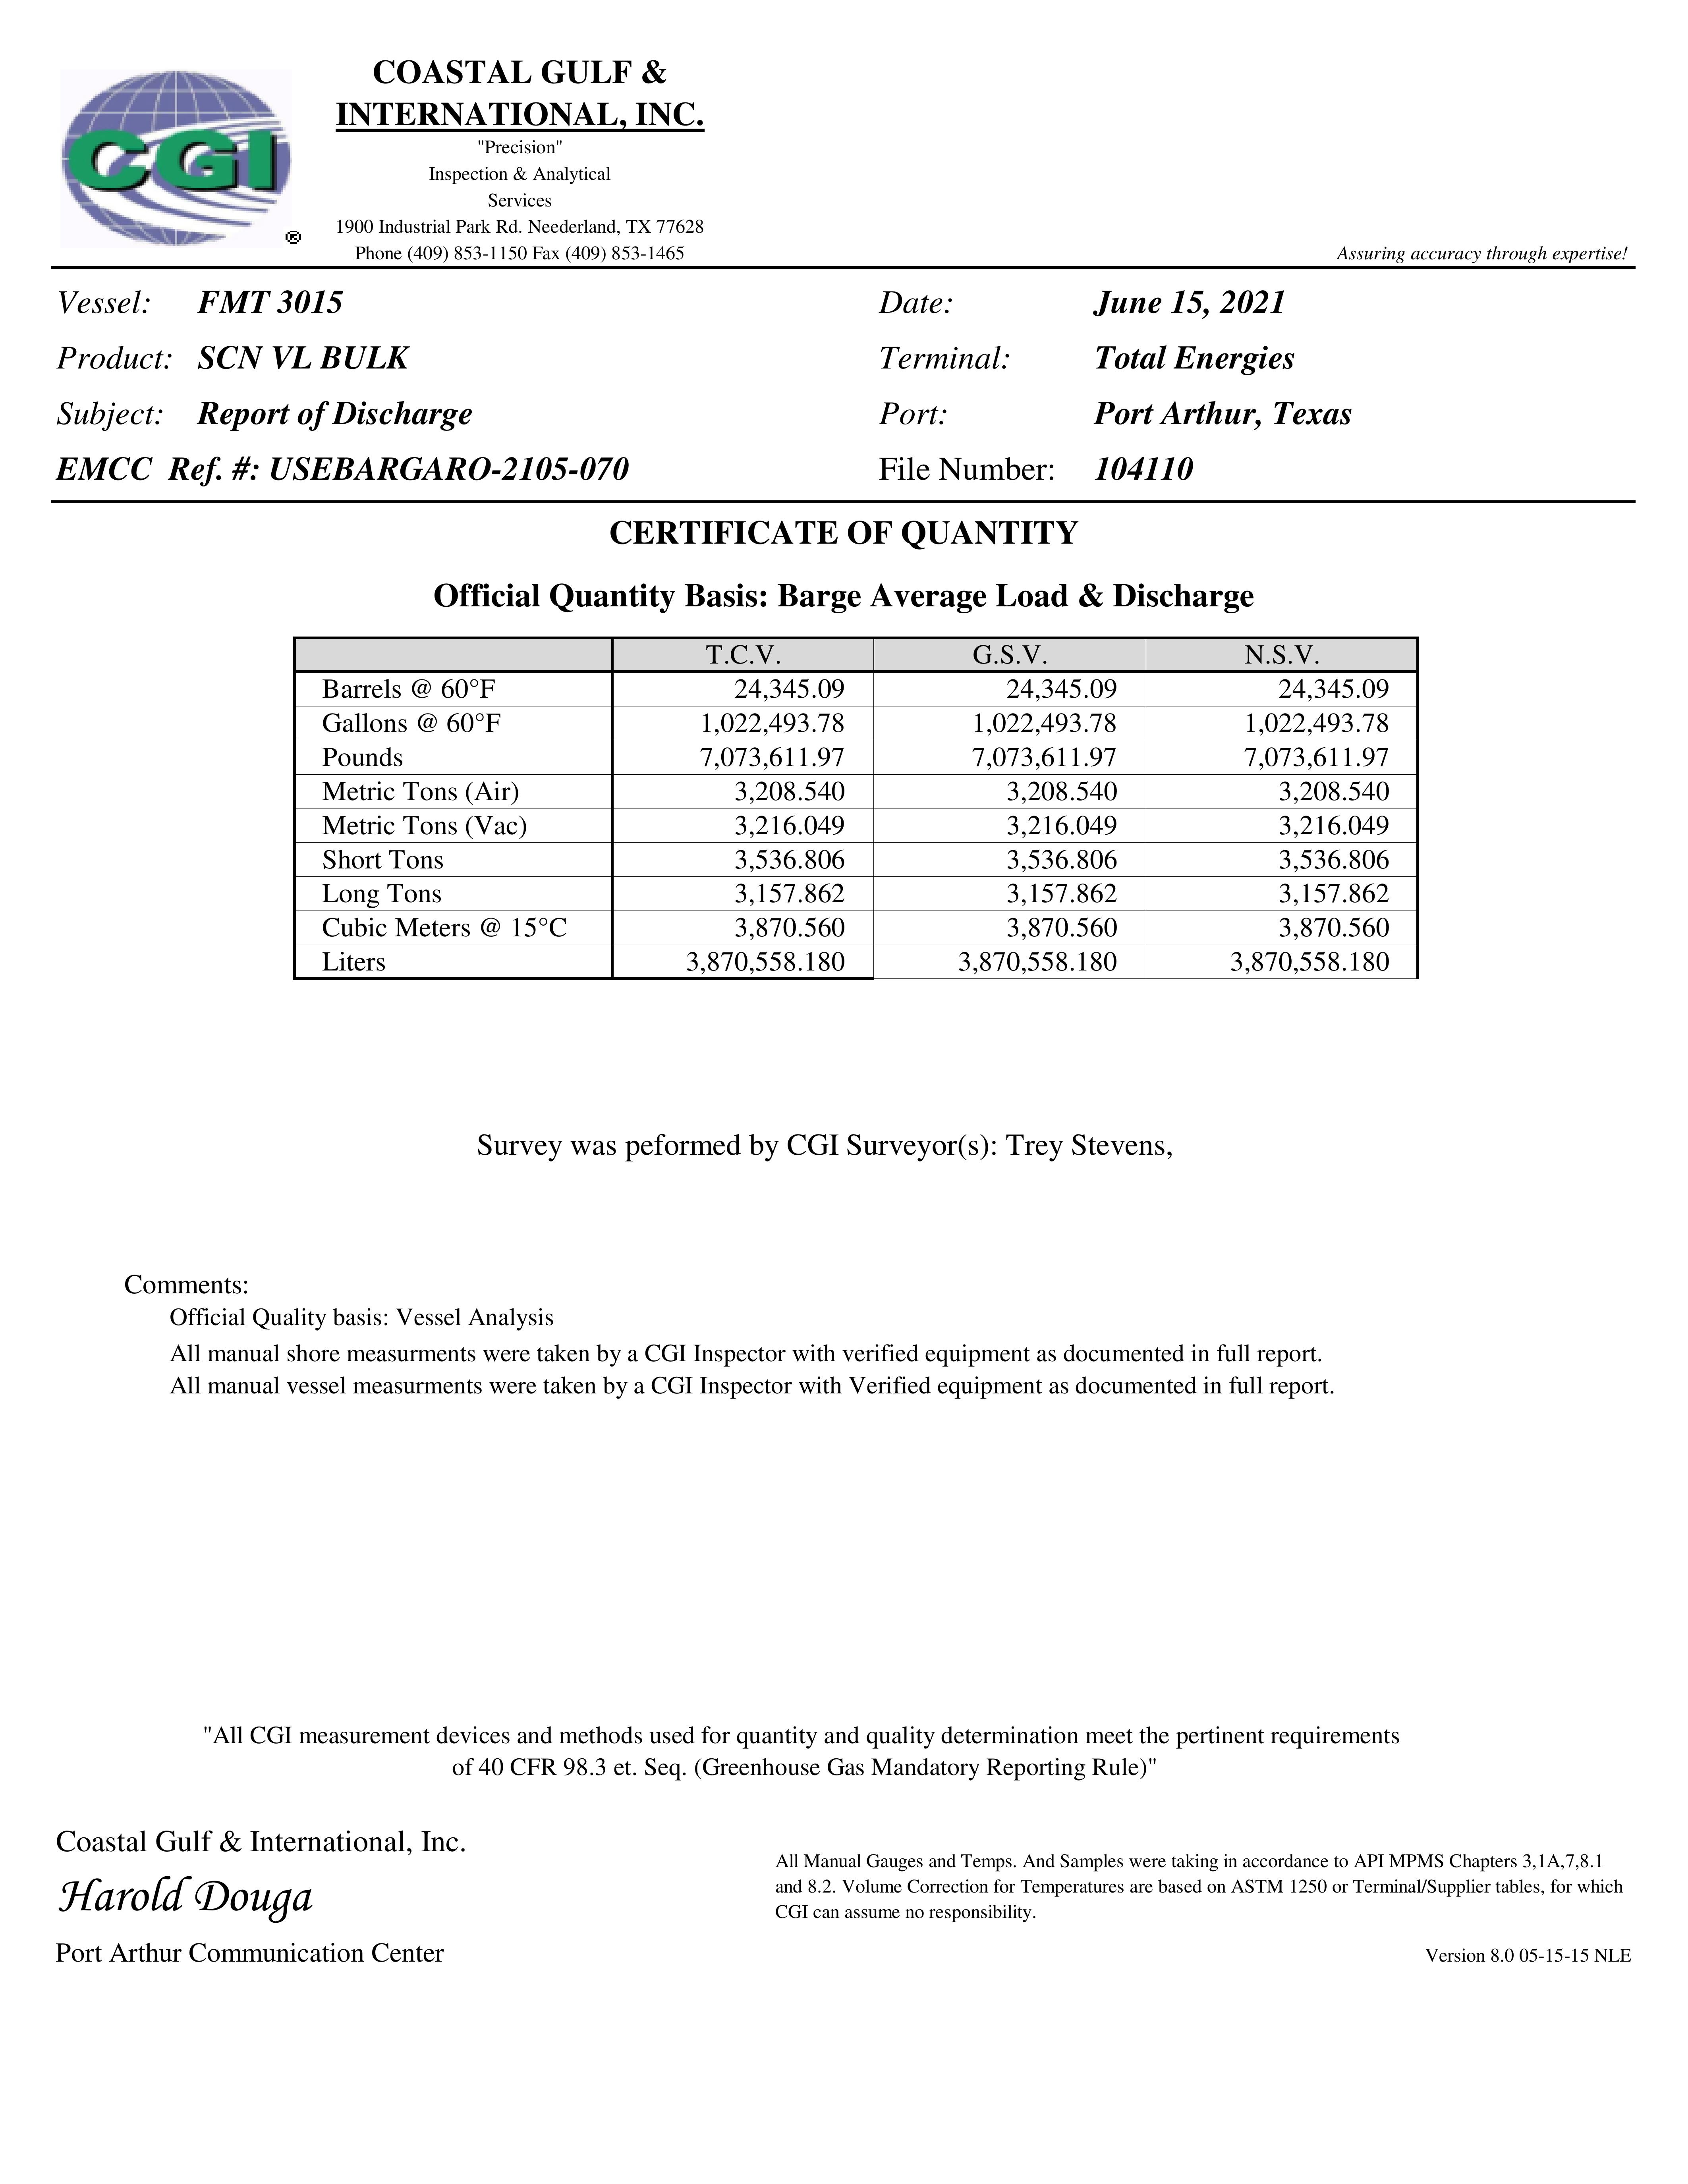 CGI ®
COASTAL GULF &
INTERNATIONAL, INC.
"Precision"
Inspection & Analytical
Services
1900 Industrial Park Rd. Neederland, TX 77628
Phone (409) 853-1150 Fax (409) 853-1465
Assuring accuracy through expertise!
Vessel: FMT 3015 Date: June 15, 2021
Product: SCN VL BULK Terminal: Total Energies
Subject: Report of Discharge Port: Port Arthur, Texas
EMCC Ref. #: USEBARGARO-2105-070 File Number: 104110
CERTIFICATE OF QUANTITY
Official Quantity Basis: Barge Average Load & Discharge
T.C.V. G.S.V. N.S.V.
Barrels @ 60°F 24,345.09 24,345.09 24,345.09
Gallons @ 60°F 1,022,493.78 1,022,493.78 1,022,493.78
Pounds 7,073,611.97 7,073,611.97 7,073,611.97
Metric Tons (Air) 3,208.540 3,208.540 3,208.540
Metric Tons (Vac) 3,216.049 3,216.049 3,216.049
Short Tons 3,536.806 3,536.806 3,536.806
Long Tons 3,157.862 3,157.862 3,157.862
Cubic Meters @ 15°C 3,870.560 3,870.560 3,870.560
Liters 3,870,558.180 3,870,558.180 3,870,558.180
Survey was peformed by CGI Surveyor(s): Trey Stevens,
Comments:
Official Quality basis: Vessel Analysis
All manual shore measurments were taken by a CGI Inspector with verified equipment as documented in full report.
All manual vessel measurments were taken by a CGI Inspector with Verified equipment as documented in full report.
"All CGI measurement devices and methods used for quantity and quality determination meet the pertinent requirements
of 40 CFR 98.3 et. Seq. (Greenhouse Gas Mandatory Reporting Rule)"
Coastal Gulf & International, Inc.
Harold Douga
Port Arthur Communication Center
All Manual Gauges and Temps. And Samples were taking in accordance to API MPMS Chapters 3,1A,7,8.1
and 8.2. Volume Correction for Temperatures are based on ASTM 1250 or Terminal/Supplier tables, for which
CGI can assume no responsibility.
Version 8.0 05-15-15 NLE